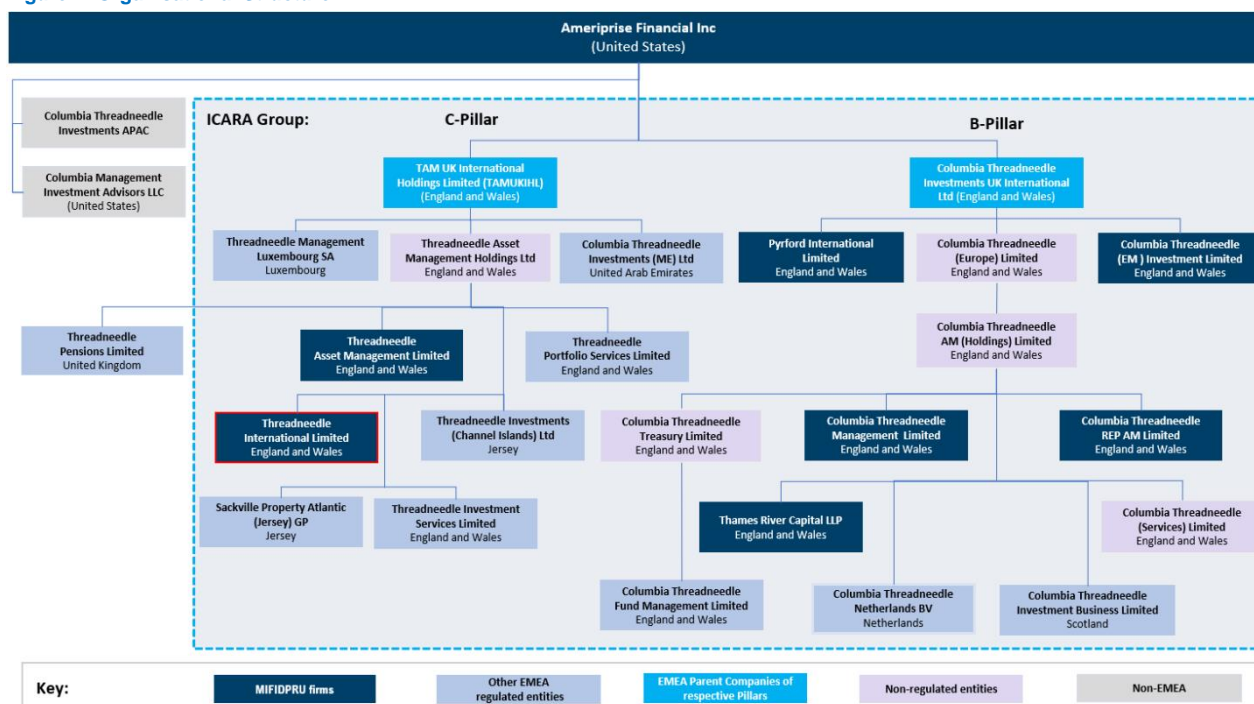 Ameriprise Financial Inc
(United States)
Columbia Threadneedle
Investments APAC
Columbia Management
Investment Advisors LLC
(United States)
ICARA Group:
C-Pillar
B-Pillar
TAM UK International
Holdings Limited (TAMUKIHL)
(England and Wales)
Columbia Threadneedle
Investments UK International
Ltd (England and Wales)
Threadneedle Management
Luxembourg SA
Luxembourg
Threadneedle Asset
Management Holdings Ltd
England and Wales
Columbia Threadneedle
Investments (ME) Ltd
United Arab Emirates
Pyrford International
Limited
England and Wales
Columbia Threadneedle
(Europe) Limited
England and Wales
Columbia Threadneedle
(EM ) Investment Limited
England and Wales
Threadneedle
Pensions Limited
United Kingdom
Threadneedle
Asset Management Limited
England and Wales
Threadneedle
Portfolio Services Limited
England and Wales
Columbia Threadneedle
AM (Holdings) Limited
England and Wales
Threadneedle
International Limited
England and Wales
Threadneedle Investments
(Channel Islands) Ltd
Jersey
Columbia Threadneedle
Treasury Limited
England and Wales
Columbia Threadneedle
Management Limited
England and Wales
Columbia Threadneedle
REP AM Limited
England and Wales
Sackville Property Atlantic
(Jersey) GP
Jersey
Threadneedle Investment
Services Limited
England and Wales
Thames River Capital LLP
England and Wales
Columbia Threadneedle
(Services) Limited
England and Wales
Columbia Threadneedle
Fund Management Limited
England and Wales
Columbia Threadneedle
Netherlands BV
Netherlands
Columbia Threadneedle
Investment Business Limited
Scotland
Key:
MIFIDPRU firms
Other EMEA
regulated entities
EMEA Parent Companies of
respective Pillars
Non-regulated entities
Non-EMEA